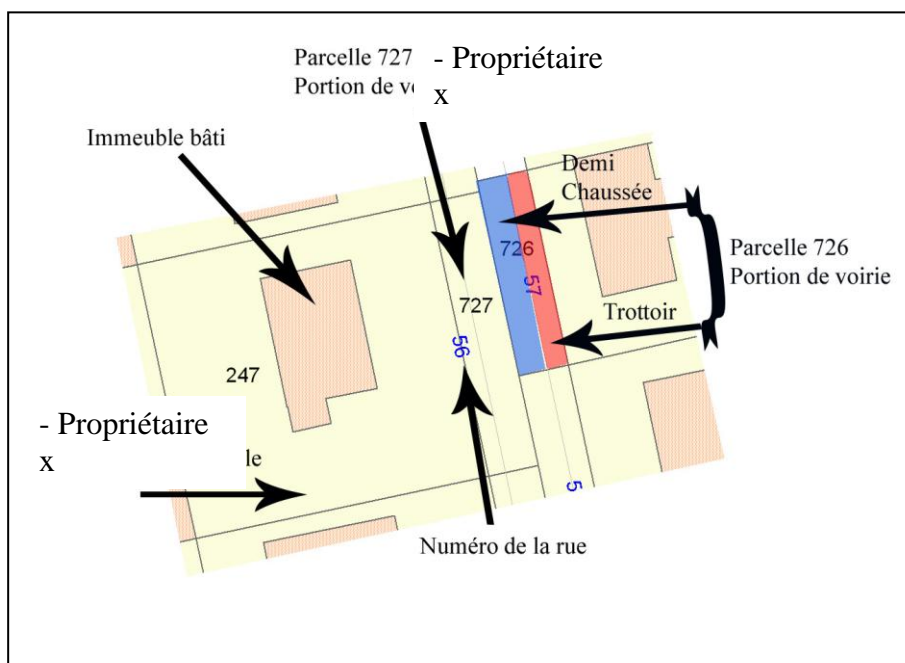 Parcelle 727
- Propriétaire
x
Portion de
Immeuble bâti
Demi
Chaussée
726
Parcelle 726
Portion de voirie
57
727
Trottoir
56
247
- Propriétaire
x
le
5
Numéro de la rue